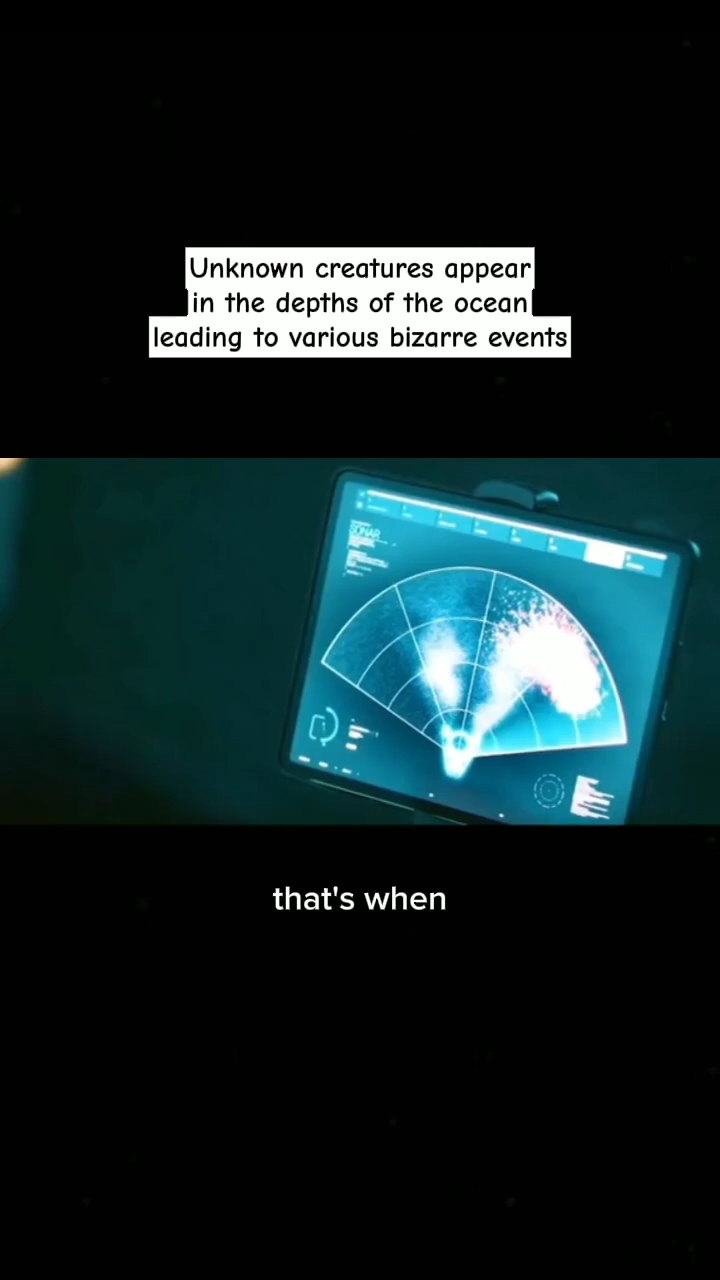 Unknown creatures appear
in the depths of the ocean
leading to various bizarre events
SONAR
that's when